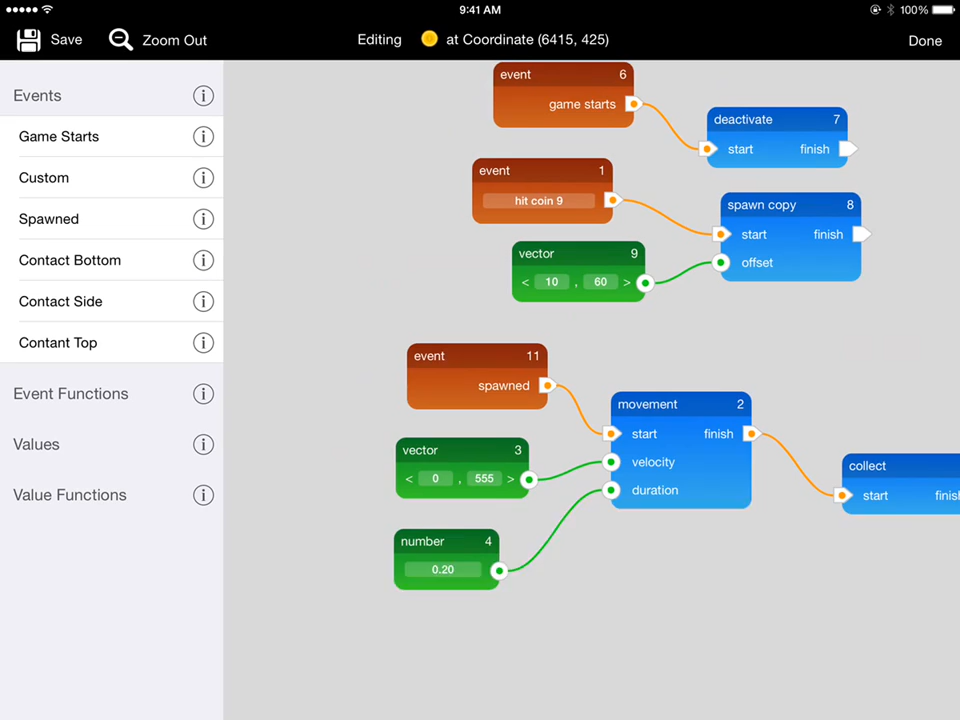 9:41 AM
100%
Save
Zoom Out
Editing at Coordinate (6415, 425)
Done
Events
Game Starts
Custom
Spawned
Contact Bottom
Contact Side
Contant Top
Event Functions
Values
Value Functions
event 6
game starts
deactivate 7
start finish
event 1
hit coin 9
spawn copy 8
start finish
offset
vector 9
< 10 , 60 >
event 11
spawned
movement 2
start finish
velocity
duration
vector 3
< 0 , 555 >
number 4
0.20
collect
start finish